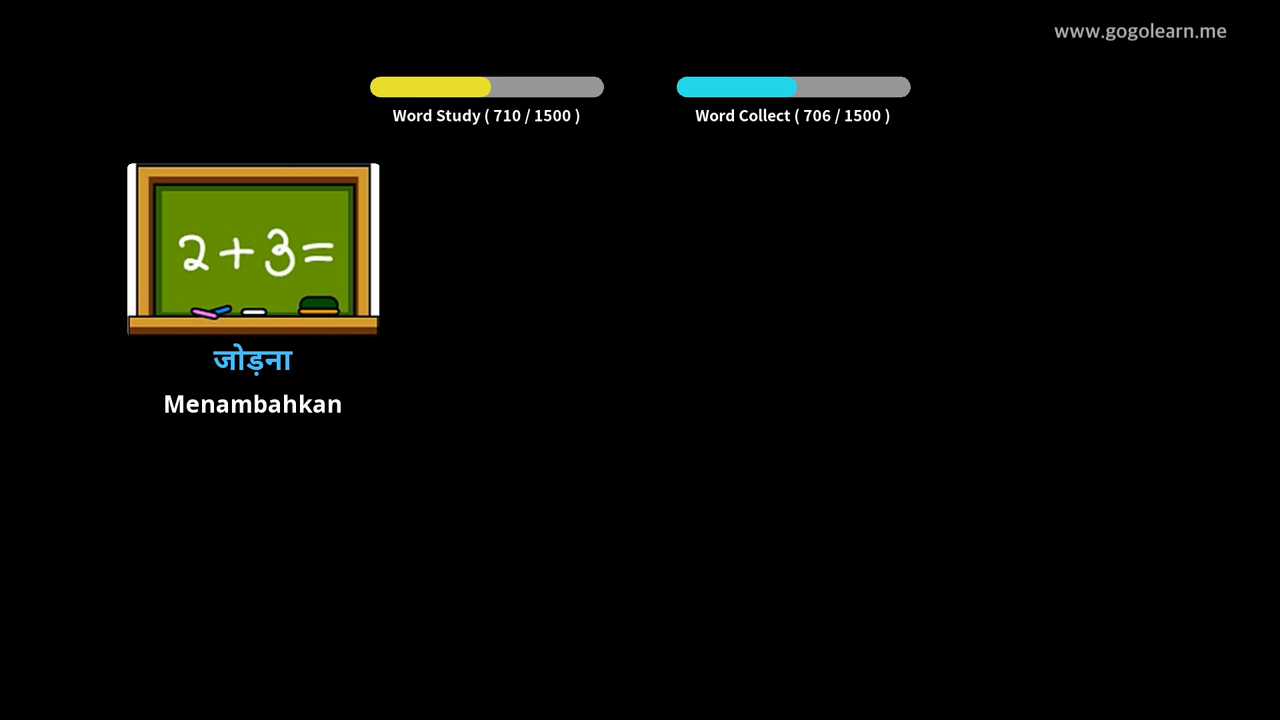 www.gogolearn.me
Word Study ( 710 / 1500 )
Word Collect ( 706 / 1500 )
2+3=
जोड़ना
Menambahkan